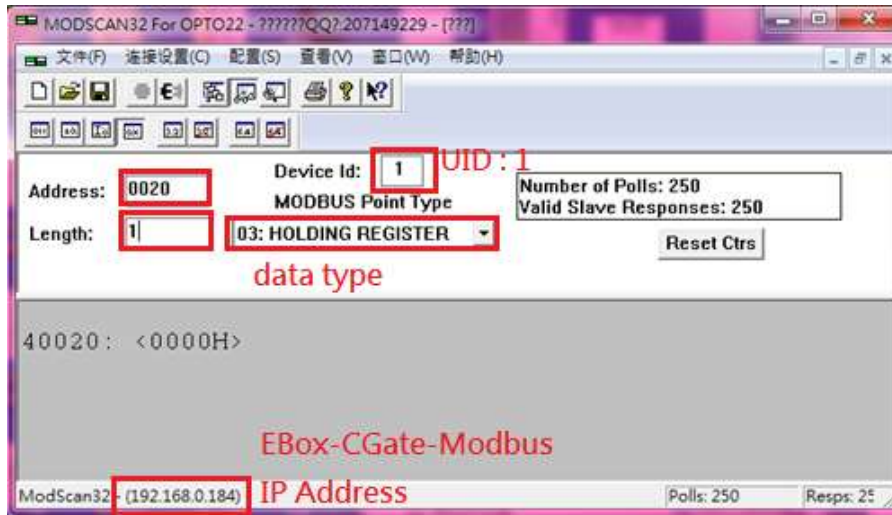 MODSCAN32 For OPTO22 - ??????QQ?:207149229 - [???]
文件(F) 连接设置(C) 配置(S) 查看(V) 窗口(W) 帮助(H)
Address: 0020
Device Id: 1
UID : 1
MODBUS Point Type
Length: 1
03: HOLDING REGISTER
data type
Number of Polls: 250
Valid Slave Responses: 250
Reset Ctrs
40020: <0000H>
EBox-CGate-Modbus
IP Address
ModScan32 - (192.168.0.184)
Polls: 250
Resps: 25